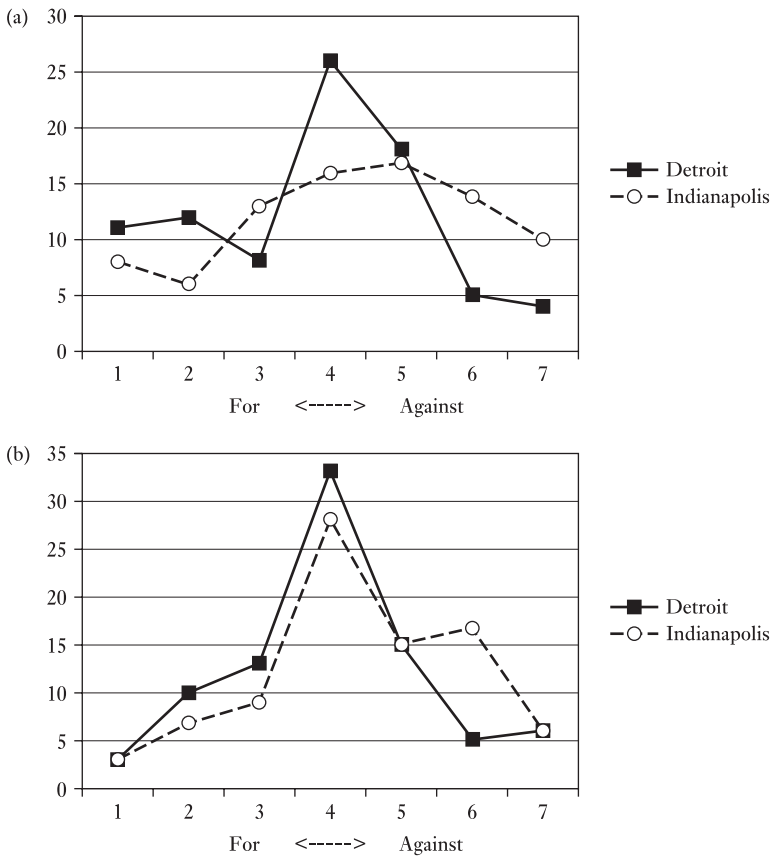 (a)
30
25
20
15
10
5
0
1 2 3 4 5 6 7
For <-----> Against
Detroit
Indianapolis
(b)
35
30
25
20
15
10
5
0
1 2 3 4 5 6 7
For <-----> Against
Detroit
Indianapolis